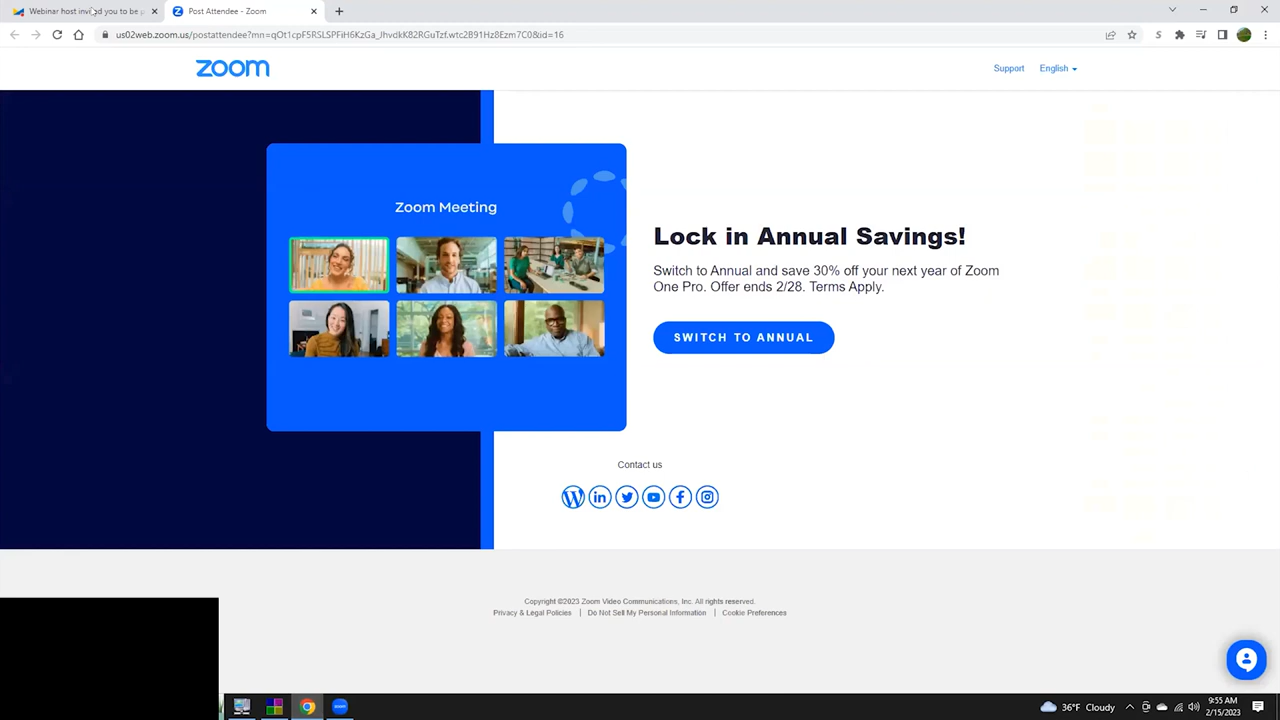 Webinar host invited you to be p
Post Attendee - Zoom
us02web.zoom.us/postattendee?mn=qOt1cpF5RSLSPFiH6KzGa_JhvdkK82RGuTzf.wtc2B91Hz8Ezm7C0&id=16
zoom
Support
English
Zoom Meeting
Lock in Annual Savings!
Switch to Annual and save 30% off your next year of Zoom
One Pro. Offer ends 2/28. Terms Apply.
SWITCH TO ANNUAL
Contact us
Copyright ©2023 Zoom Video Communications, Inc. All rights reserved.
Privacy & Legal Policies | Do Not Sell My Personal Information | Cookie Preferences
zoom
36°F Cloudy
9:55 AM
2/15/2023